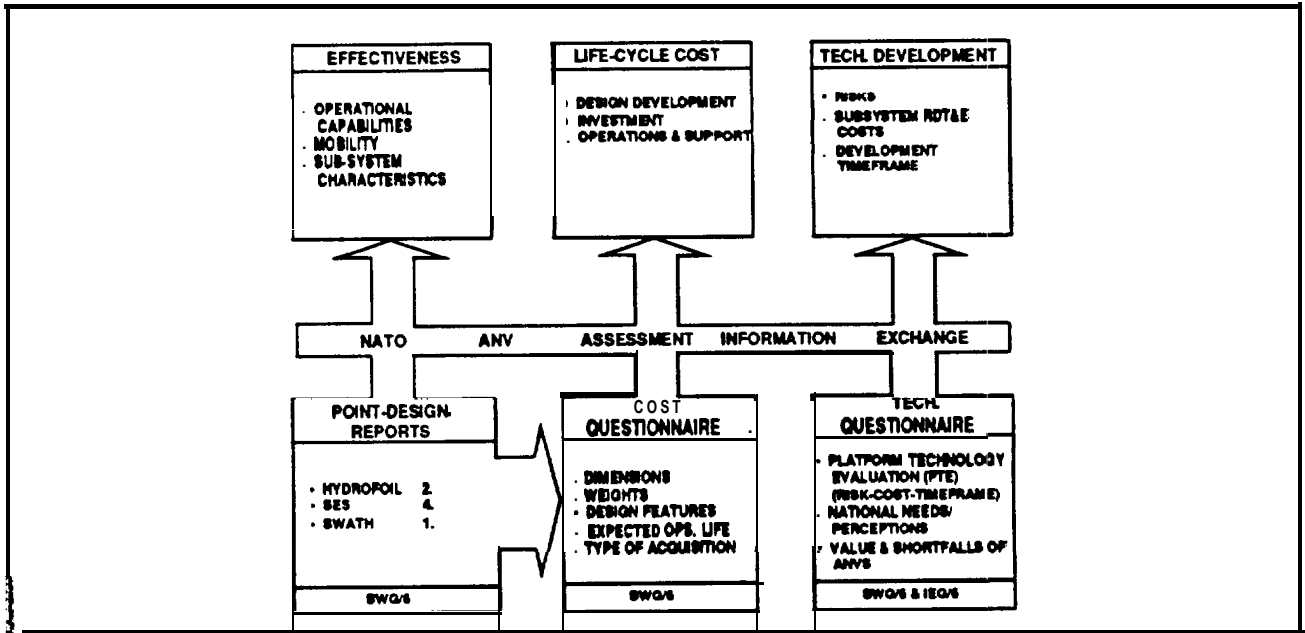 EFFECTIVENESS
. OPERATIONAL
CAPABILITIES
. MOBILITY
. SUB-SYSTEM
CHARACTERISTICS
LIFE-CYCLE COST
DESIGN DEVELOPMENT
INVESTMENT
. OPERATIONS & SUPPORT
TECH. DEVELOPMENT
• RISKS
. SUBSYSTEM RDT&E
COSTS
. DEVELOPMENT
TIMEFRAME
NATO ANV ASSESSMENT INFORMATION EXCHANGE
POINT-DESIGN-
REPORTS
• HYDROFOIL 2.
• SES 4.
• SWATH 1.
SWG/6
COST
QUESTIONNAIRE
. DIMENSIONS
. WEIGHTS
• DESIGN FEATURES
. EXPECTED OPS. LIFE
. TYPE OF ACQUISITION
SWG/6
TECH.
QUESTIONNAIRE
• PLATFORM TECHNOLOGY
EVALUATION (PTE)
(RISK-COST-TIMEFRAME)
. NATIONAL NEEDS/
PERCEPTIONS
• VALUE & SHORTFALLS OF
ANVS
SWG/6 & IEG/6